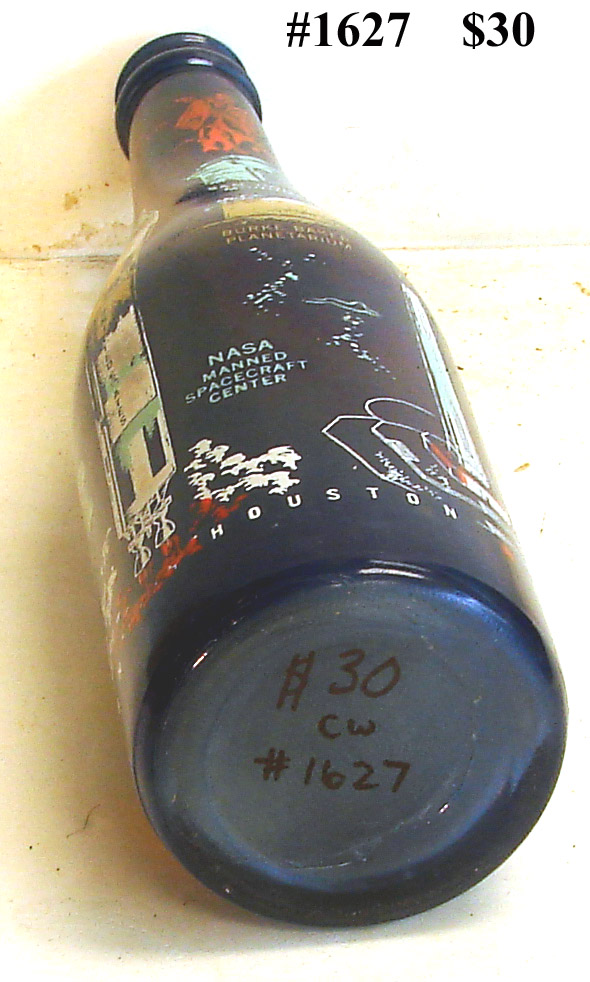 #1627 $30
BURKE BAKER
PLANETARIUM
NASA
MANNED
SPACECRAFT
CENTER
HOUSTON
$30
CW
#1627